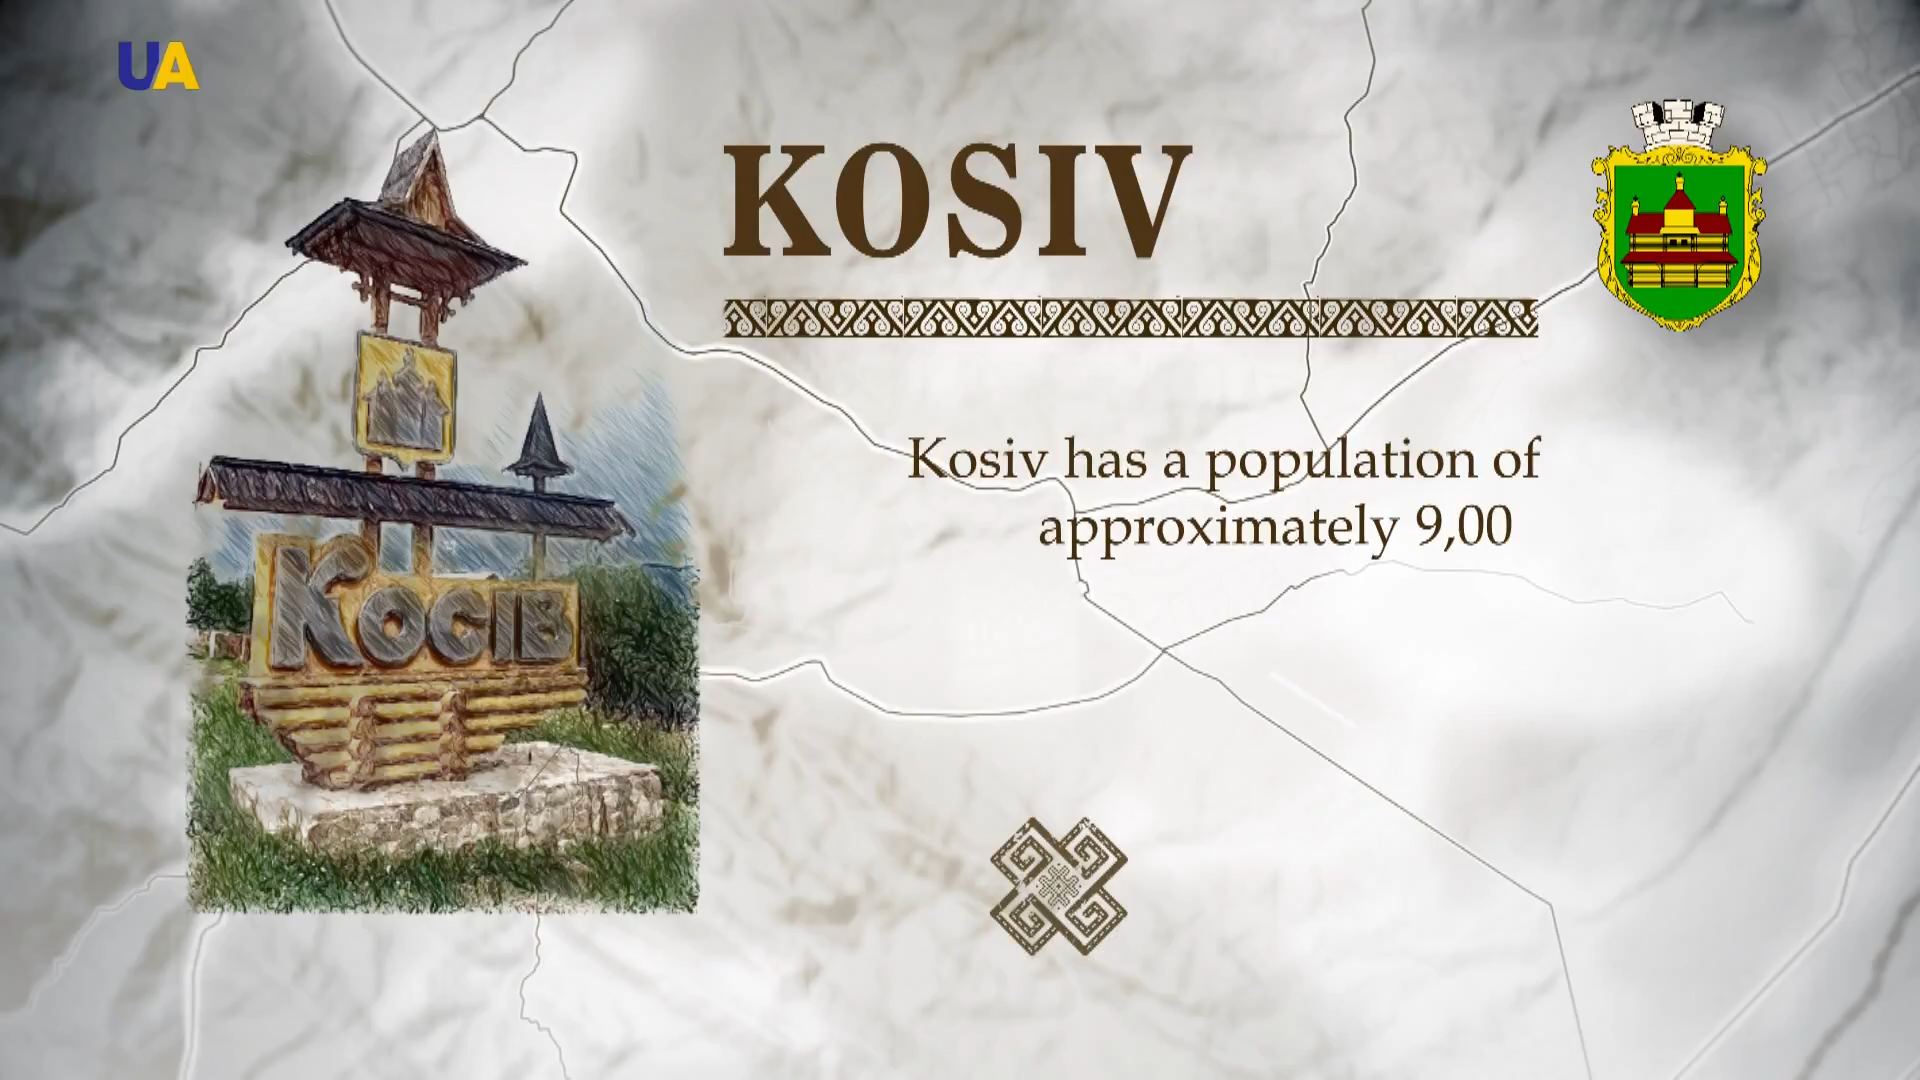 UA
KOSIV
Kosiv has a population of
approximately 9,00
Косів